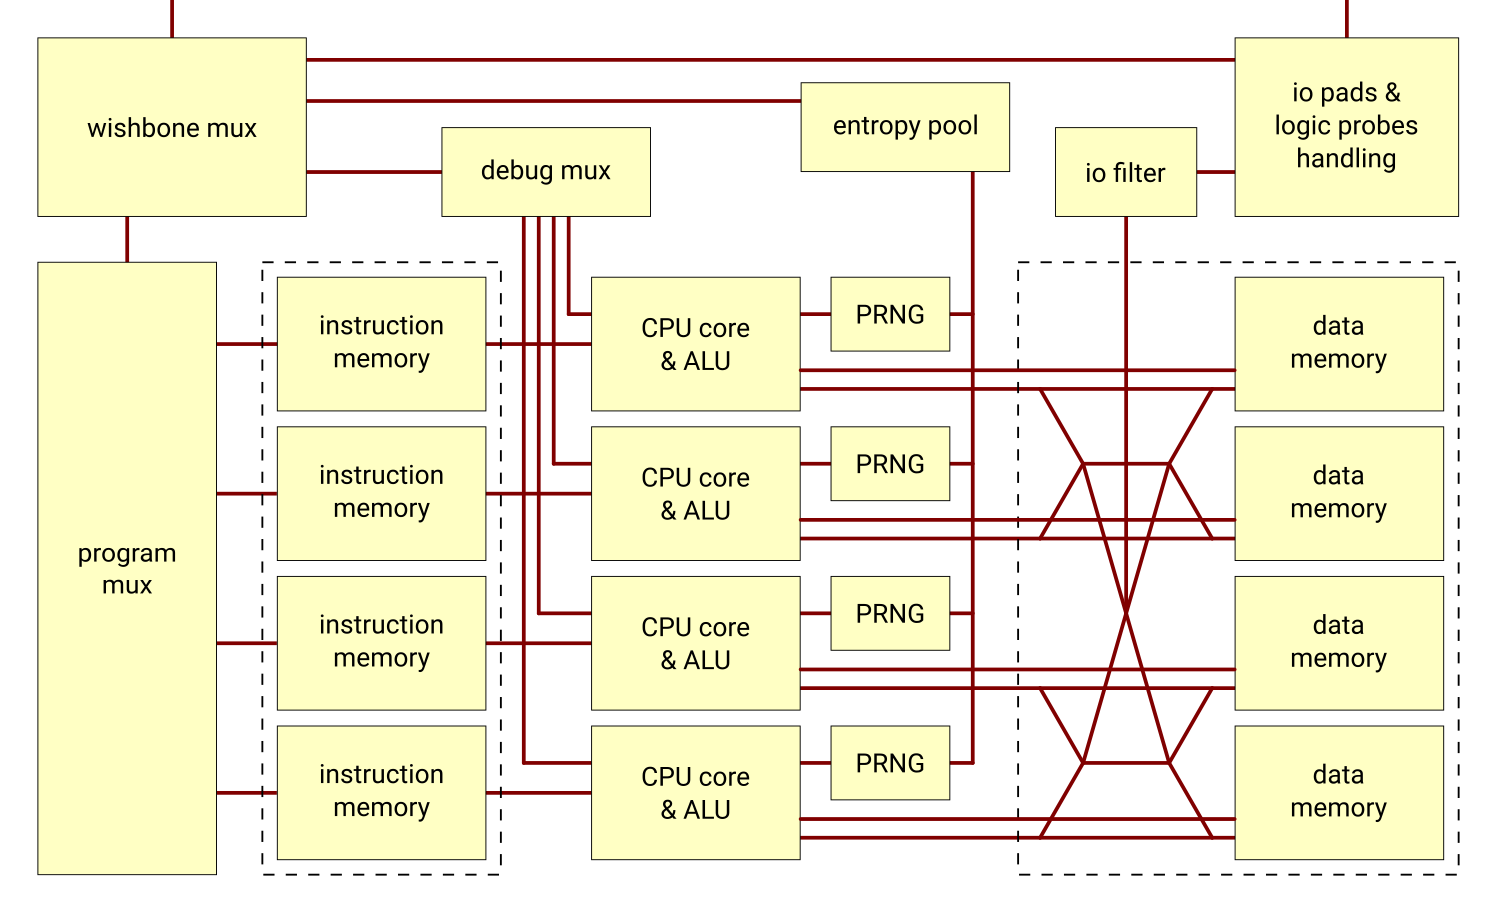 wishbone mux
debug mux
entropy pool
io filter
io pads &
logic probes
handling
program
mux
instruction
memory
CPU core
& ALU
PRNG
data
memory
instruction
memory
CPU core
& ALU
PRNG
data
memory
instruction
memory
CPU core
& ALU
PRNG
data
memory
instruction
memory
CPU core
& ALU
PRNG
data
memory